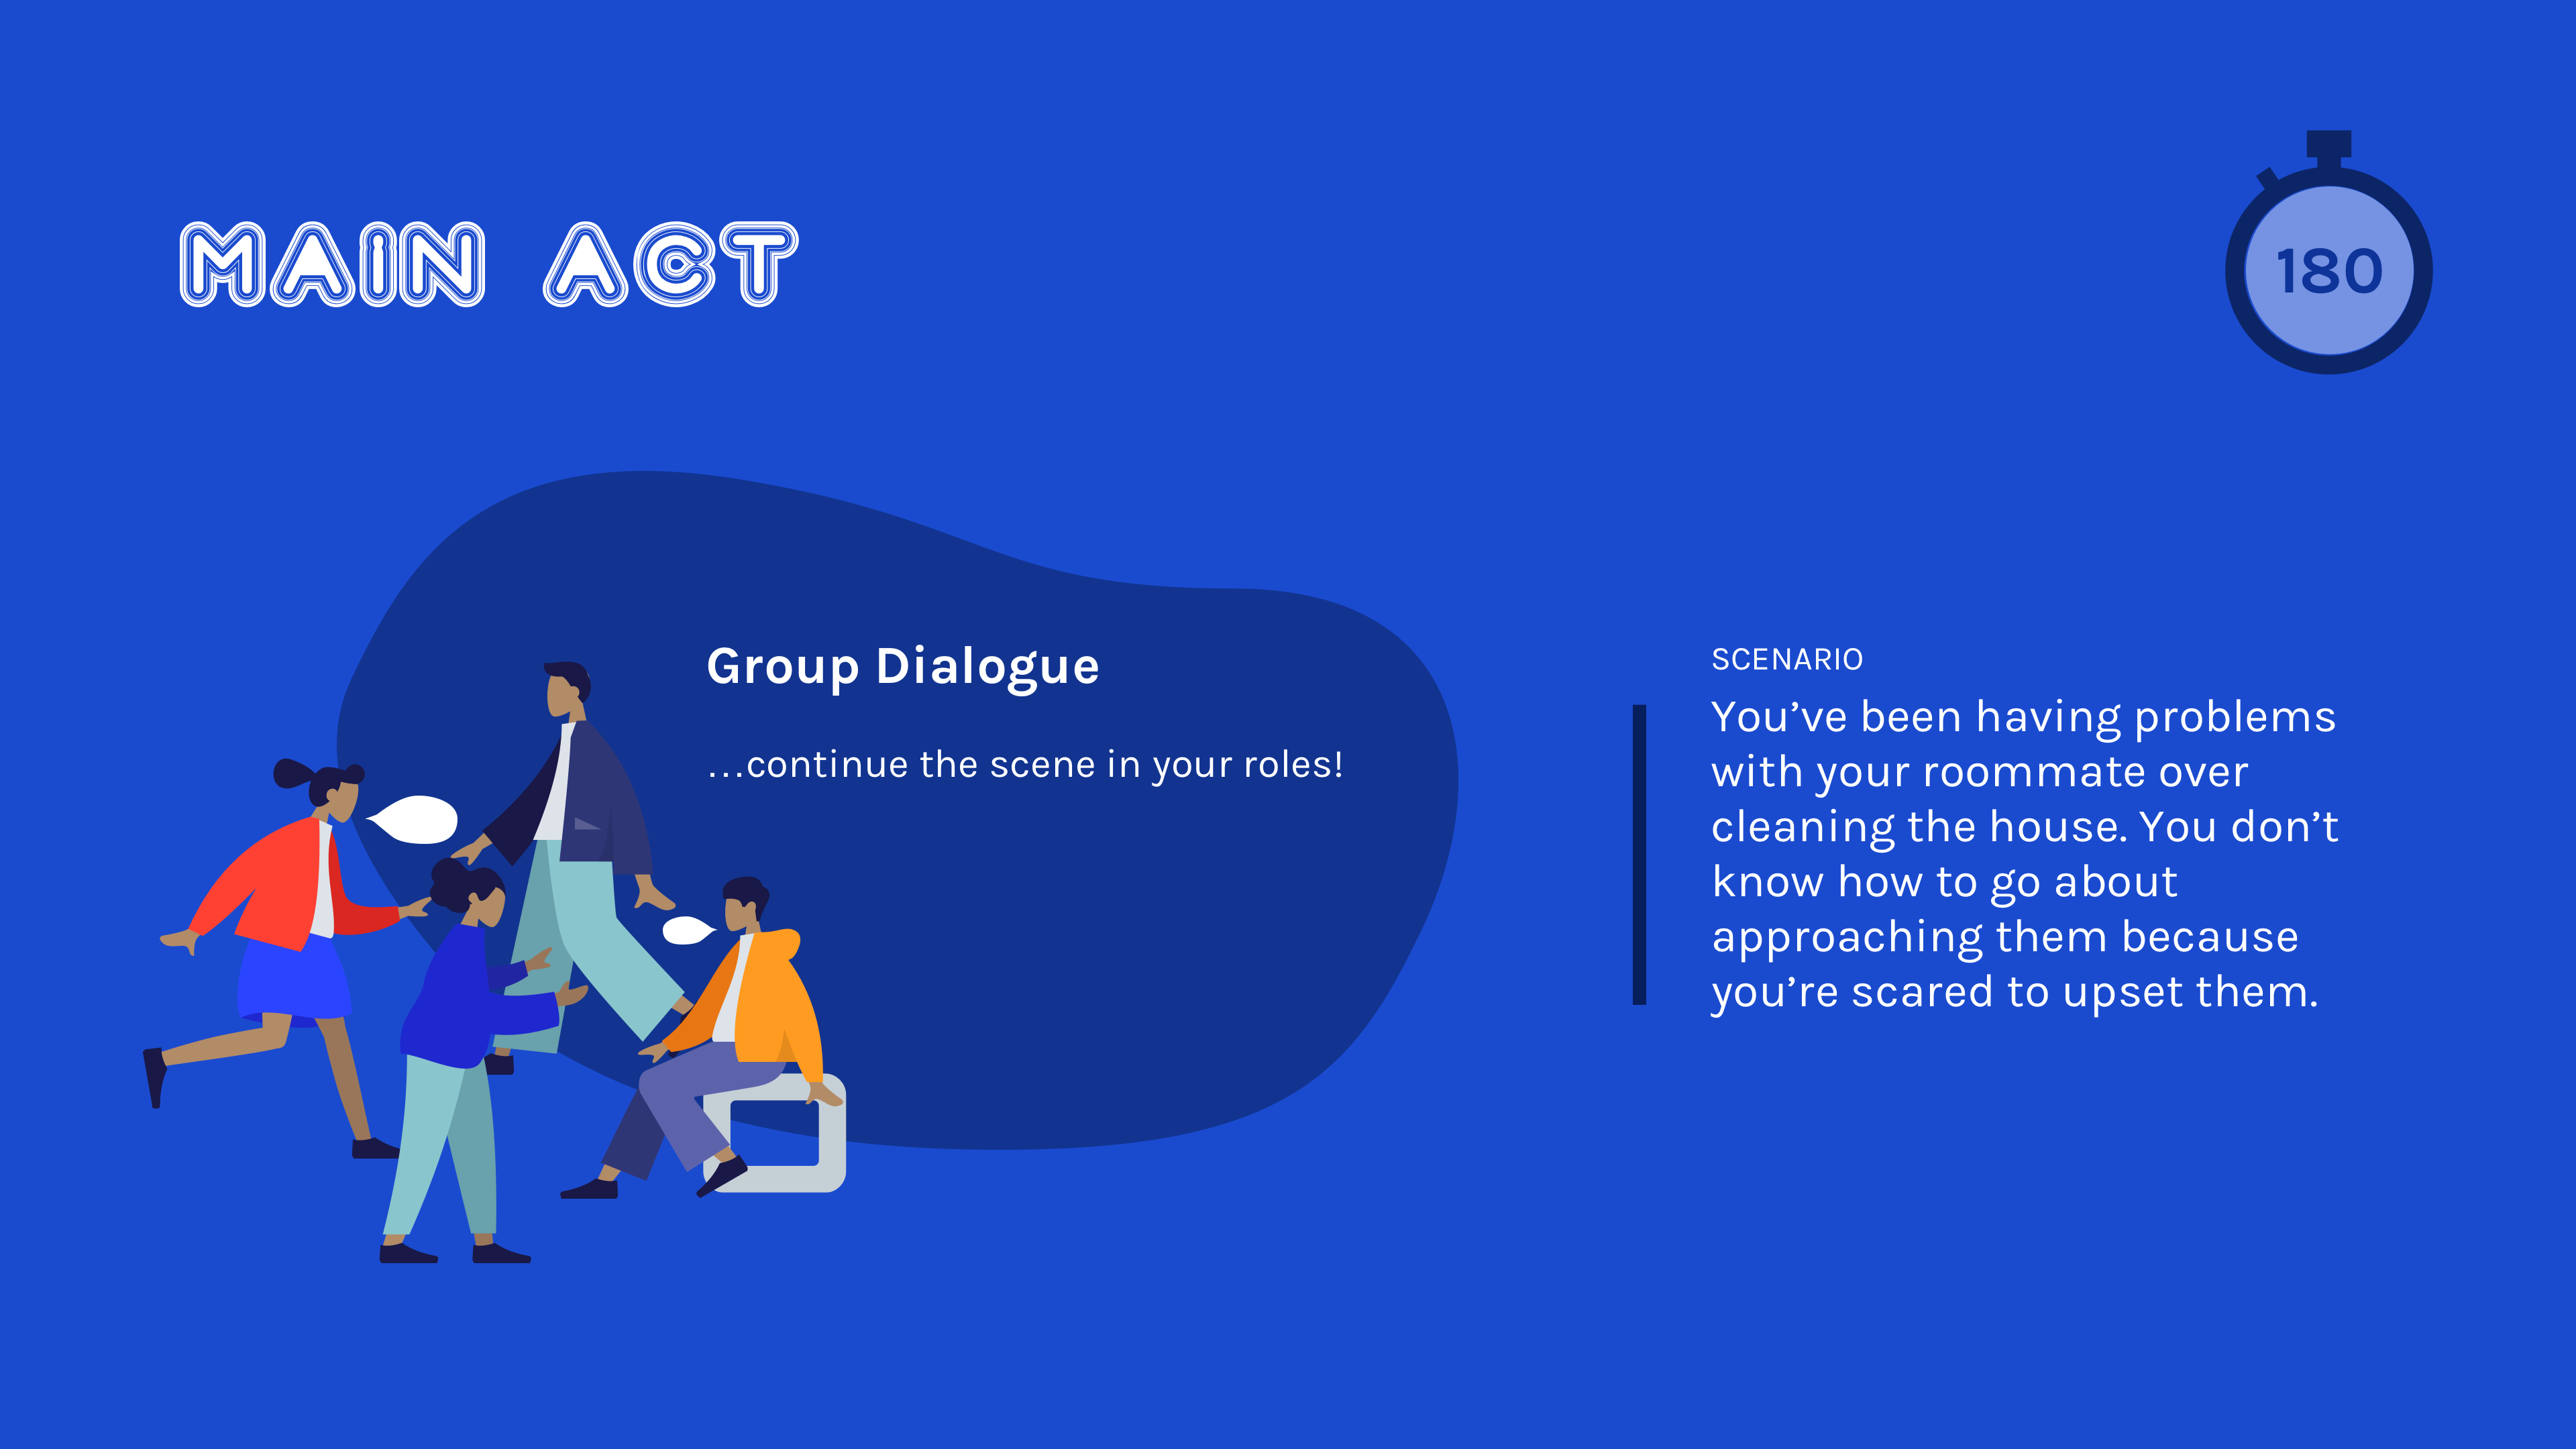 MAIN ACT
180
Group Dialogue
...continue the scene in your roles!
SCENARIO
You’ve been having problems
with your roommate over
cleaning the house. You don’t
know how to go about
approaching them because
you’re scared to upset them.